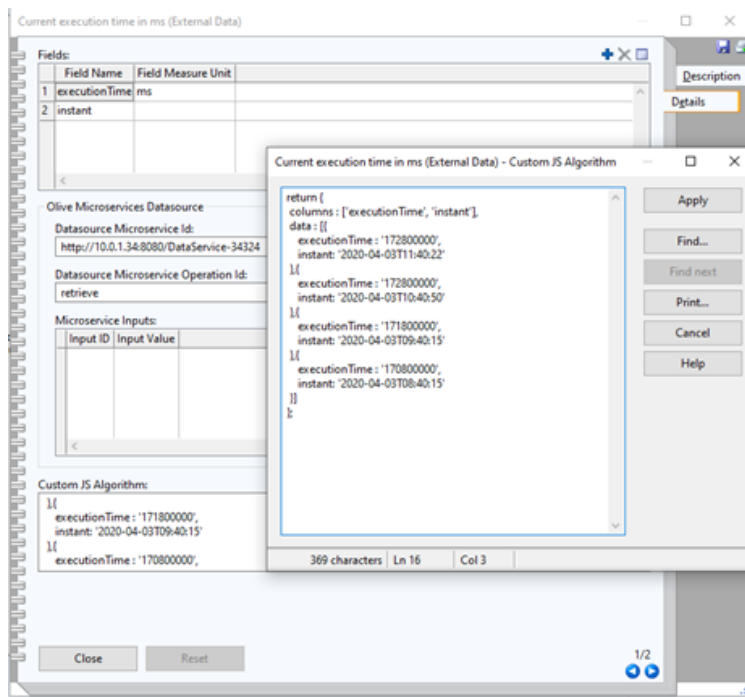 Current execution time in ms (External Data)
Fields:
Field Name Field Measure Unit
1 executionTime ms
2 instant
Description
Details
Olive Microservices Datasource
Datasource Microservice Id:
http://10.0.1.34:8080/DataService-34324
Datasource Microservice Operation Id:
retrieve
Microservice Inputs:
Input ID Input Value
Custom JS Algorithm:
},{
executionTime : '171800000',
instant: '2020-04-03T09:40:15'
},{
executionTime : '170800000',
Close
Reset
1/2
Current execution time in ms (External Data) - Custom JS Algorithm
return {
columns : ['executionTime', 'instant'],
data : [{
executionTime : '172800000',
instant: '2020-04-03T11:40:22'
},{
executionTime : '172800000',
instant: '2020-04-03T10:40:50'
},{
executionTime : '171800000',
instant: '2020-04-03T09:40:15'
},{
executionTime : '170800000',
instant: '2020-04-03T08:40:15'
}]
};
Apply
Find...
Find next
Print...
Cancel
Help
369 characters Ln 16 Col 3